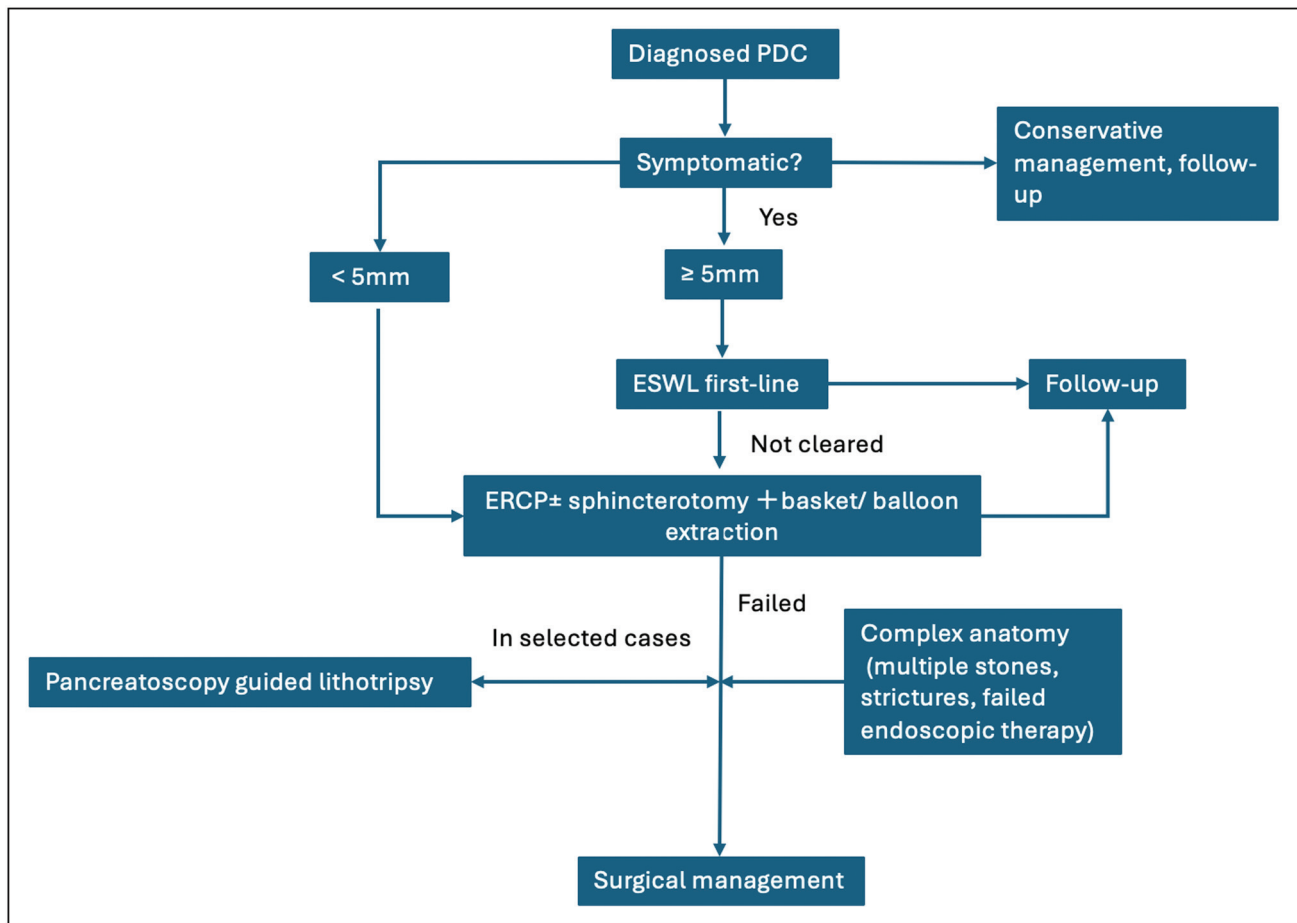 Diagnosed PDC
Symptomatic?
Conservative
management, follow-
up
Yes
< 5mm
≥ 5mm
ESWL first-line
Follow-up
Not cleared
ERCP± sphincterotomy +basket/ balloon
extraction
Failed
In selected cases
Complex anatomy
(multiple stones,
strictures, failed
endoscopic therapy)
Pancreatoscopy guided lithotripsy
Surgical management